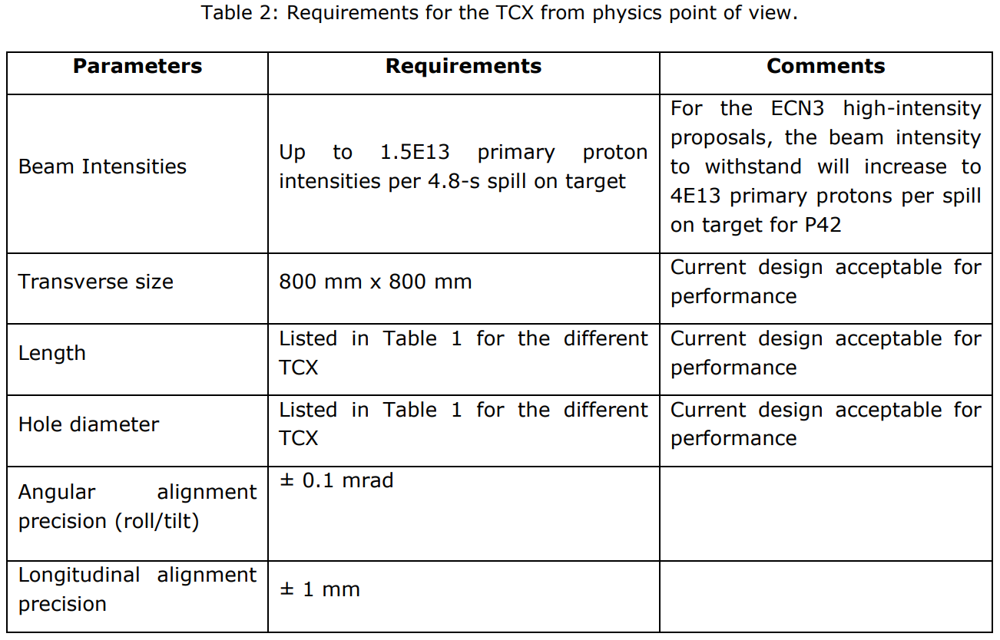 Table 2: Requirements for the TCX from physics point of view.
Parameters
Requirements
Comments
Beam Intensities
Up to 1.5E13 primary proton
intensities per 4.8-s spill on target
For the ECN3 high-intensity
proposals, the beam intensity
to withstand will increase to
4E13 primary protons per spill
on target for P42
Transverse size
800 mm x 800 mm
Current design acceptable for
performance
Length
Listed in Table 1 for the different
TCX
Current design acceptable for
performance
Hole diameter
Listed in Table 1 for the different
TCX
Current design acceptable for
performance
Angular alignment
precision (roll/tilt)
± 0.1 mrad
Longitudinal alignment
precision
± 1 mm